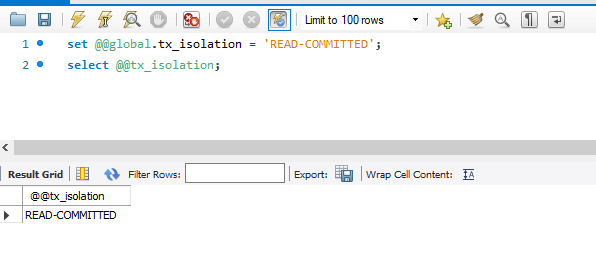 Limit to 100 rows
1 set @@global.tx_isolation = 'READ-COMMITTED';
2 select @@tx_isolation;
Result Grid Filter Rows: Export: Wrap Cell Content:
@@tx_isolation
READ-COMMITTED